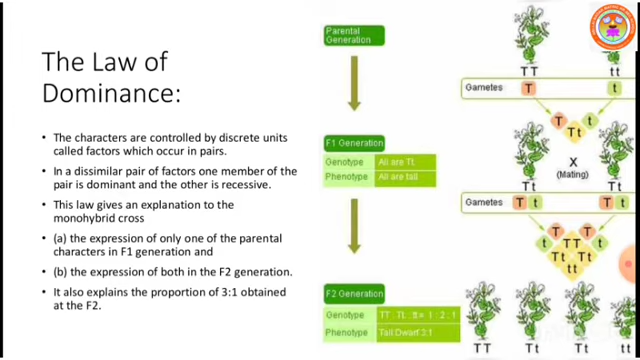 The Law of
Dominance:
• The characters are controlled by discrete units
called factors which occur in pairs.
• In a dissimilar pair of factors one member of the
pair is dominant and the other is recessive.
• This law gives an explanation to the
monohybrid cross
• (a) the expression of only one of the parental
characters in F1 generation and
• (b) the expression of both in the F2 generation.
• It also explains the proportion of 3:1 obtained
at the F2.
Parental
Generation
TT tt
Gametes T t
T t
Tt
F1 Generation
Genotype All are Tt
Phenotype All are tall
X
(Mating)
Tt Tt
Gametes T t T t
T T
t TT t
Tt Tt
tt
F2 Generation
Genotype TT : Tt : tt = 1 : 2 : 1
Phenotype Tall:Dwarf 3:1
TT Tt Tt tt